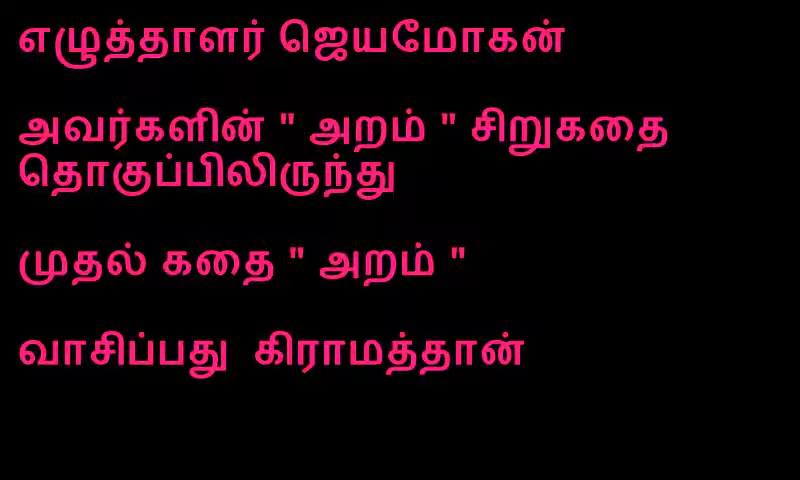 எழுத்தாளர் ஜெயமோகன்
அவர்களின் " அறம் " சிறுகதை
தொகுப்பிலிருந்து
முதல் கதை " அறம் "
வாசிப்பது கிராமத்தான்